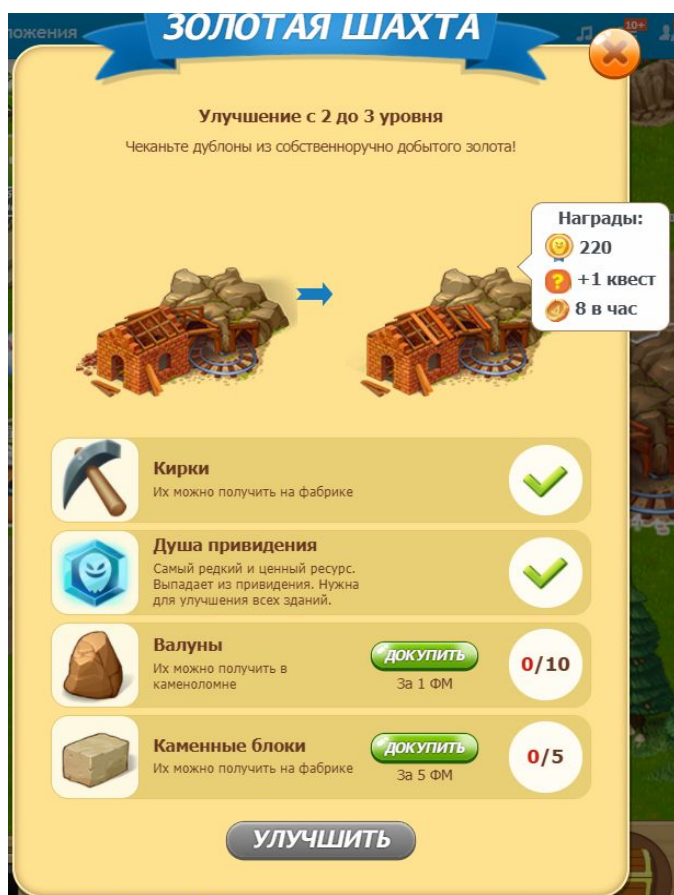 ложения
ЗОЛОТАЯ ШАХТА
10+
Улучшение с 2 до 3 уровня
Чеканьте дублоны из собственноручно добытого золота!
Награды:
220
? +1 квест
8 в час
Кирки
Их можно получить на фабрике
Душа привидения
Самый редкий и ценный ресурс.
Выпадает из привидения. Нужна
для улучшения всех зданий.
Валуны
Их можно получить в
каменоломне
ДОКУПИТЬ
За 1 ФМ
0/10
Каменные блоки
Их можно получить на фабрике
ДОКУПИТЬ
За 5 ФМ
0/5
УЛУЧШИТЬ